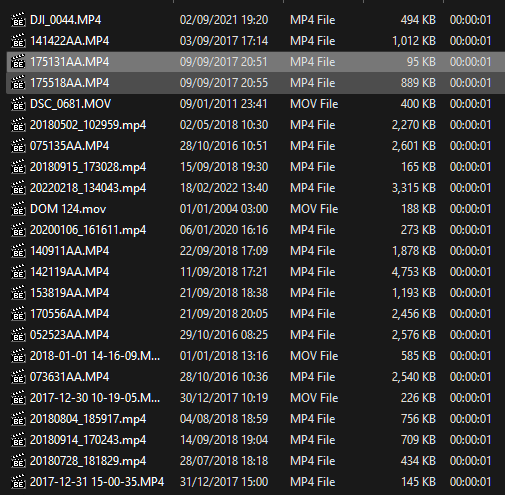 DJI_0044.MP4 02/09/2021 19:20 MP4 File 494 KB 00:00:01
141422AA.MP4 03/09/2017 17:14 MP4 File 1,012 KB 00:00:01
175131AA.MP4 09/09/2017 20:51 MP4 File 95 KB 00:00:01
175518AA.MP4 09/09/2017 20:55 MP4 File 889 KB 00:00:01
DSC_0681.MOV 09/01/2011 23:41 MOV File 400 KB 00:00:01
20180502_102959.mp4 02/05/2018 10:30 MP4 File 2,270 KB 00:00:01
075135AA.MP4 28/10/2016 10:51 MP4 File 2,601 KB 00:00:01
20180915_173028.mp4 15/09/2018 19:30 MP4 File 165 KB 00:00:01
20220218_134043.mp4 18/02/2022 13:40 MP4 File 3,315 KB 00:00:01
DOM 124.mov 01/01/2004 03:00 MOV File 188 KB 00:00:01
20200106_161611.mp4 06/01/2020 16:16 MP4 File 273 KB 00:00:01
140911AA.MP4 22/09/2018 17:09 MP4 File 1,878 KB 00:00:01
142119AA.MP4 11/09/2018 17:21 MP4 File 4,753 KB 00:00:01
153819AA.MP4 21/09/2018 18:38 MP4 File 1,193 KB 00:00:01
170556AA.MP4 21/09/2018 20:05 MP4 File 2,456 KB 00:00:01
052523AA.MP4 29/10/2016 08:25 MP4 File 2,576 KB 00:00:01
2018-01-01 14-16-09.M... 01/01/2018 13:16 MOV File 585 KB 00:00:01
073631AA.MP4 28/10/2016 10:36 MP4 File 2,540 KB 00:00:01
2017-12-30 10-19-05.M... 30/12/2017 10:19 MOV File 226 KB 00:00:01
20180804_185917.mp4 04/08/2018 18:59 MP4 File 756 KB 00:00:01
20180914_170243.mp4 14/09/2018 19:04 MP4 File 709 KB 00:00:01
20180728_181829.mp4 28/07/2018 18:18 MP4 File 434 KB 00:00:01
2017-12-31 15-00-35.MP4 31/12/2017 15:00 MP4 File 145 KB 00:00:01